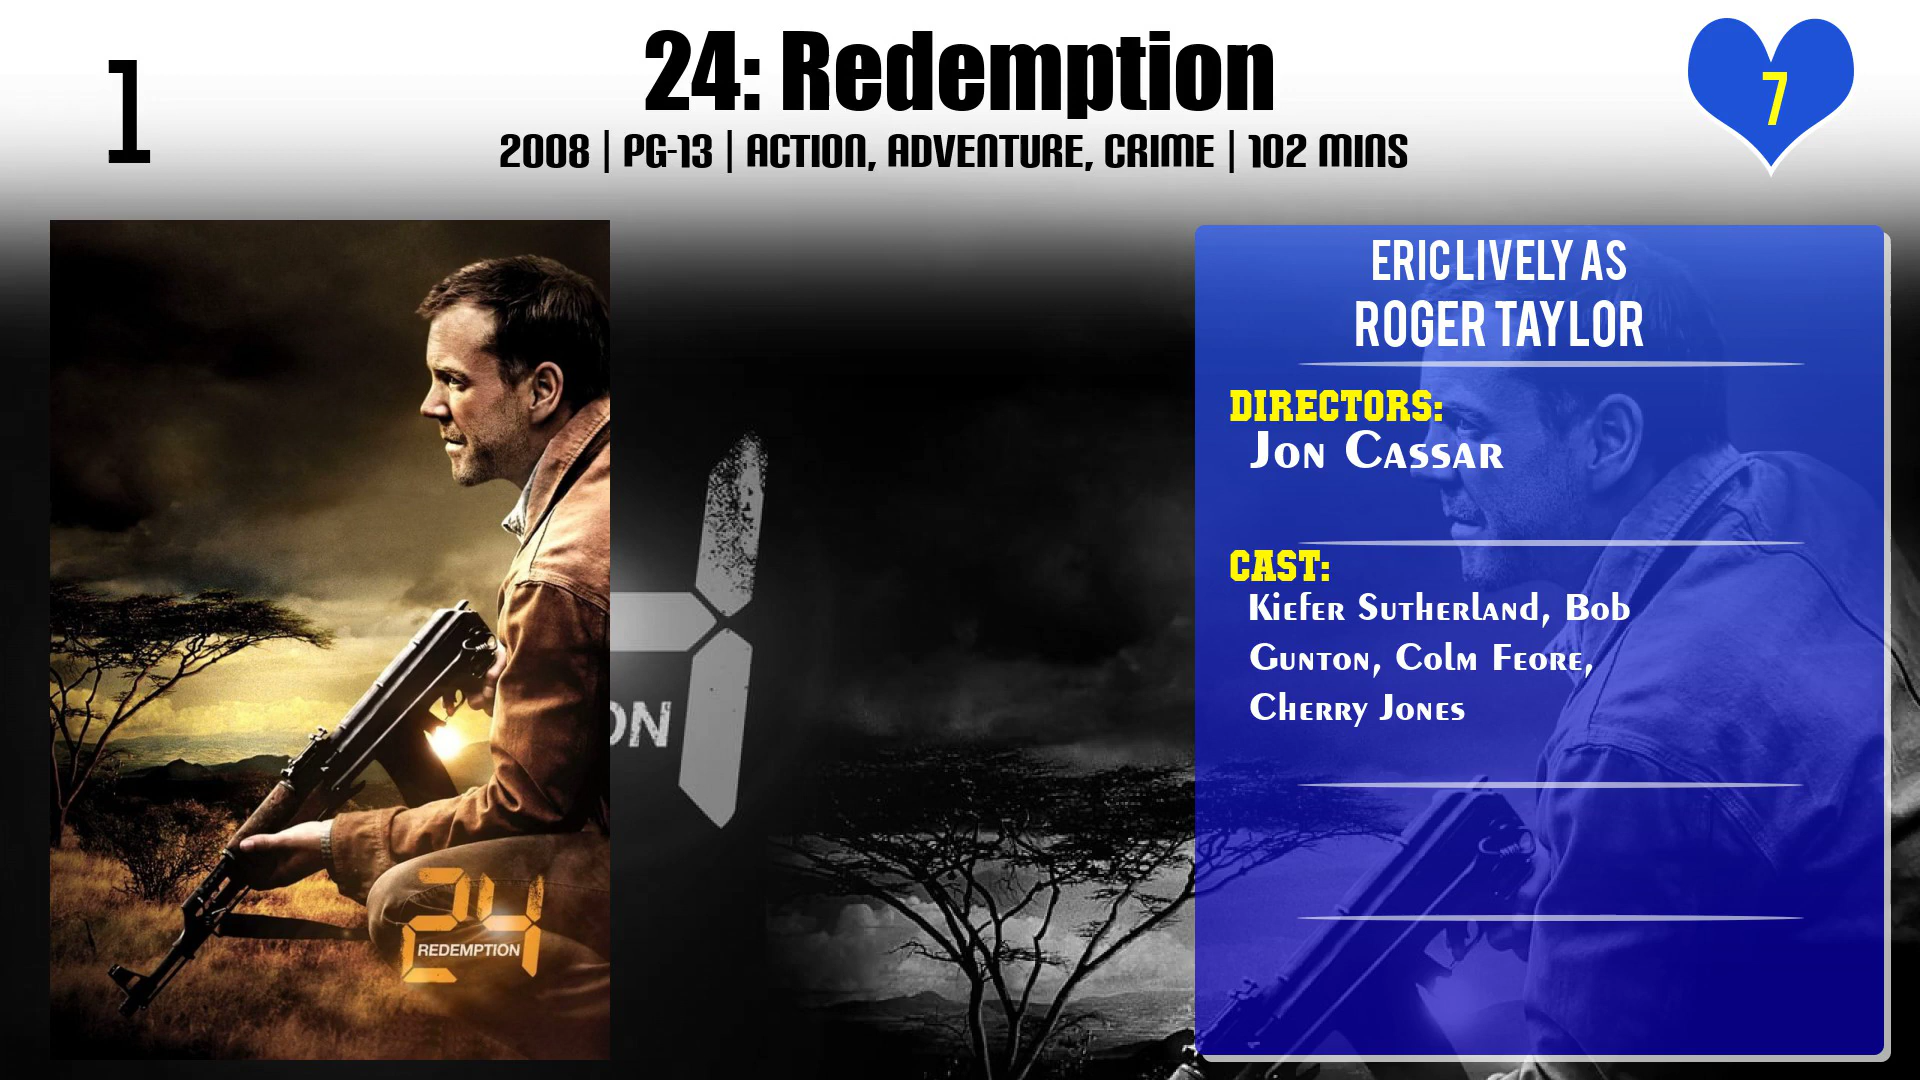 1
24: Redemption
7
2008 | PG-13 | ACTION, ADVENTURE, CRIME | 102 MINS
ERIC LIVELY AS
ROGER TAYLOR
DIRECTORS:
Jon Cassar
CAST:
Kiefer Sutherland, Bob
Gunton, Colm Feore,
Cherry Jones
ON
24
REDEMPTION